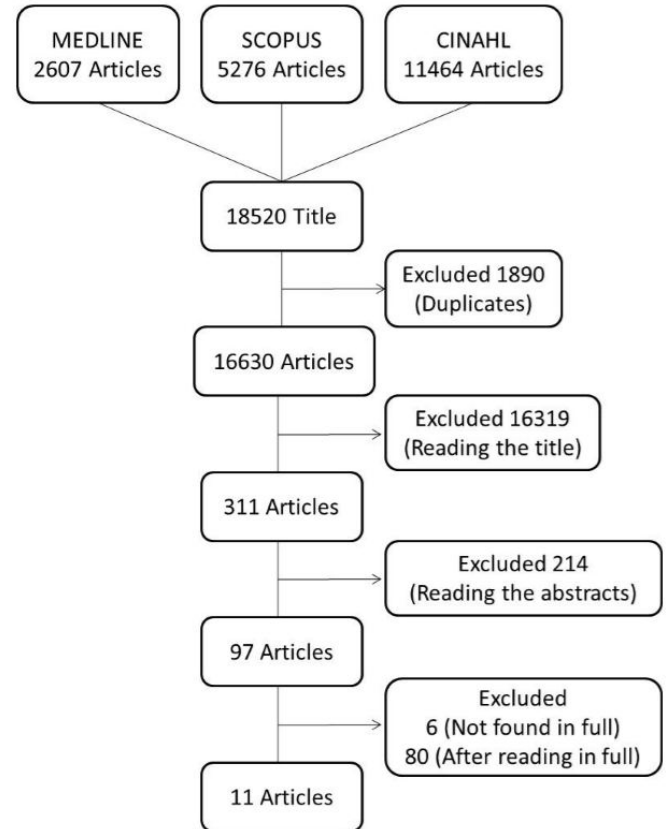 MEDLINE
2607 Articles
SCOPUS
5276 Articles
CINAHL
11464 Articles
18520 Title
Excluded 1890
(Duplicates)
16630 Articles
Excluded 16319
(Reading the title)
311 Articles
Excluded 214
(Reading the abstracts)
97 Articles
Excluded
6 (Not found in full)
80 (After reading in full)
11 Articles